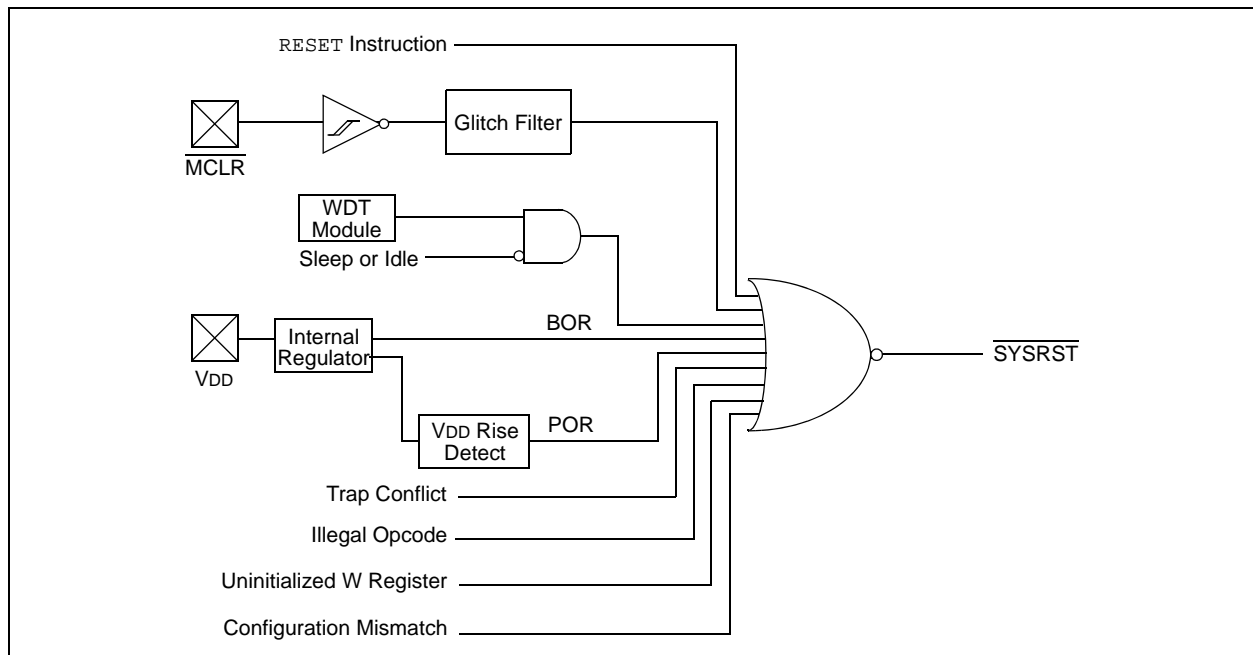 RESET Instruction
Glitch Filter
MCLR
WDT
Module
Sleep or Idle
BOR
Internal
Regulator
VDD
SYSRST
POR
VDD Rise
Detect
Trap Conflict
Illegal Opcode
Uninitialized W Register
Configuration Mismatch